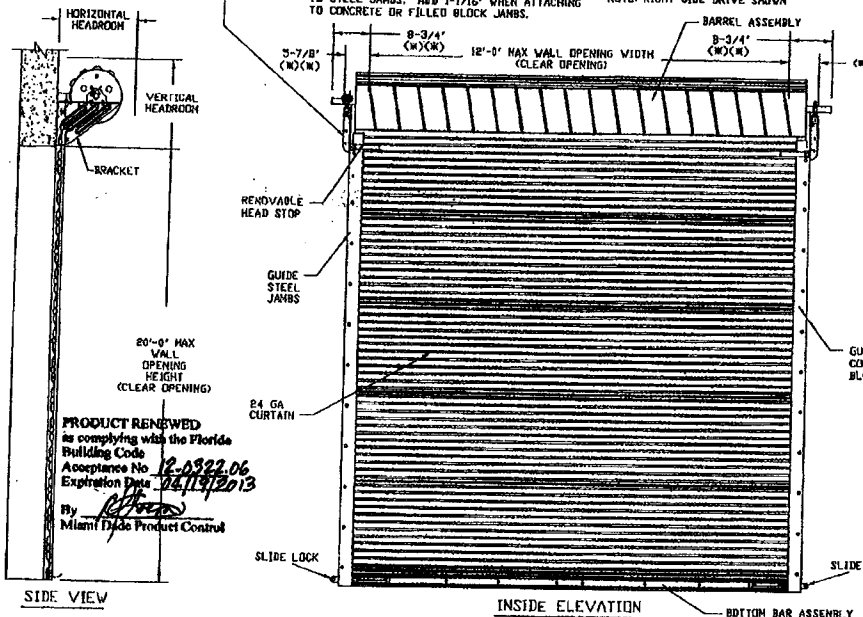 TO STEEL JAMBS. ADD 1-1/16" WHEN ATTACHING
TO CONCRETE OR FILLED BLOCK JAMBS.
NOTE: RIGHT SIDE DRIVE SHOWN
HORIZONTAL
HEADROOM
VERTICAL
HEADROOM
BRACKET
20'-0" MAX
WALL
OPENING
HEIGHT
(CLEAR OPENING)
PRODUCT RENEWED
as complying with the Florida
Building Code
Acceptance No 12-0322.06
Expiration Date 04/19/2013
By
Miami Dade Product Control
SIDE VIEW
8-3/4"
(*)(*)
5-7/8"
(*)(*)
12'-0" MAX WALL OPENING WIDTH
(CLEAR OPENING)
BARREL ASSEMBLY
8-3/4"
(*)(*)
REMOVABLE
HEAD STOP
GUIDE
STEEL
JAMBS
24 GA
CURTAIN
SLIDE LOCK
SLIDE
INSIDE ELEVATION
BOTTOM BAR ASSEMBLY